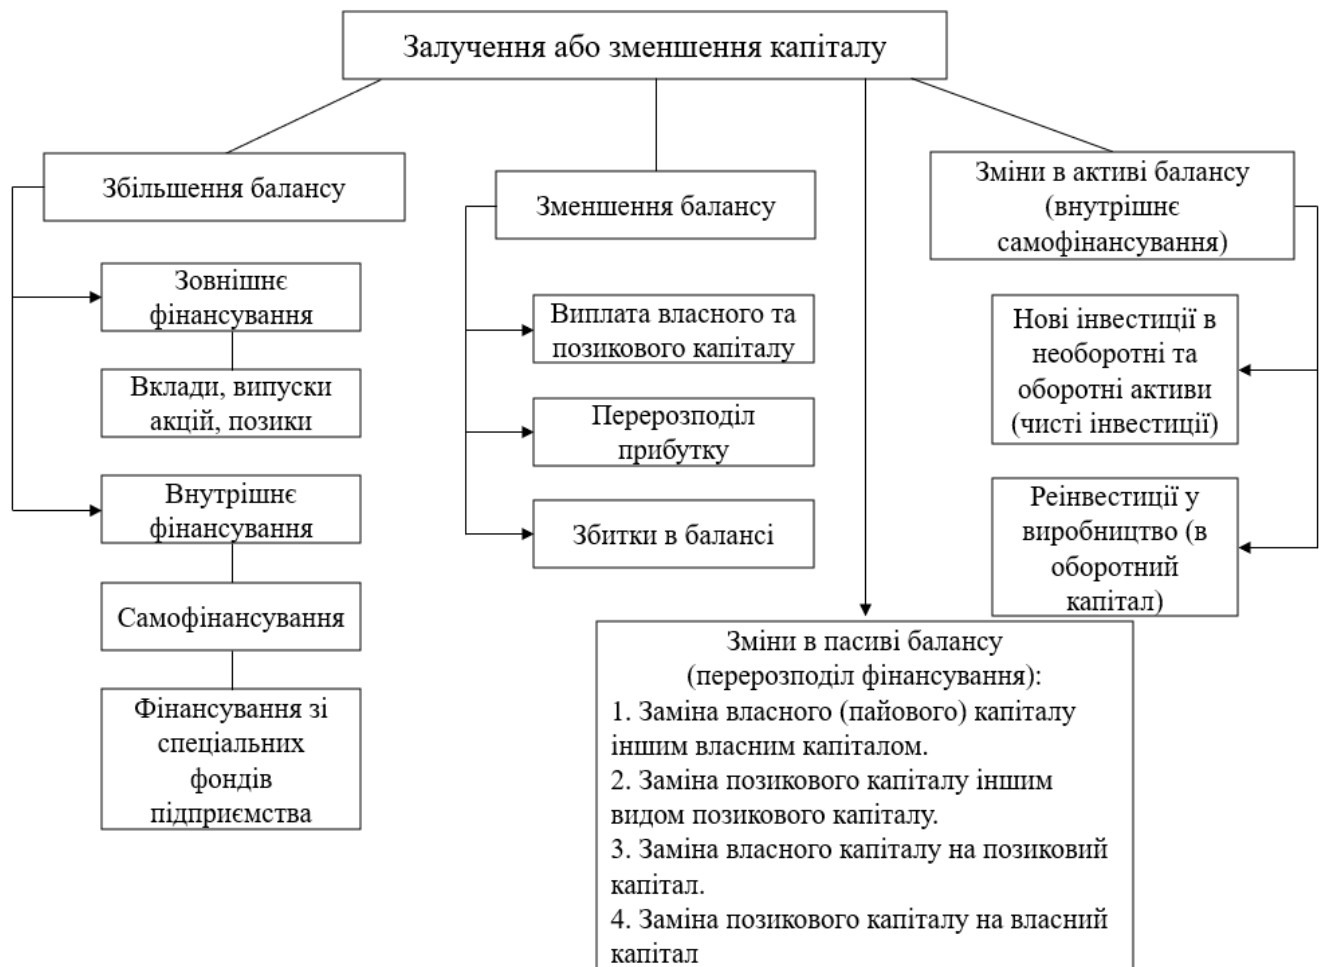 Залучення або зменшення капіталу
Збільшення балансу
Зовнішнє
фінансування
Вклади, випуски
акцій, позики
Внутрішнє
фінансування
Самофінансування
Фінансування зі
спеціальних
фондів
підприємства
Зменшення балансу
Виплата власного та
позикового капіталу
Перерозподіл
прибутку
Збитки в балансі
Зміни в активі балансу
(внутрішнє
самофінансування)
Нові інвестиції в
необоротні та
оборотні активи
(чисті інвестиції)
Реінвестиції у
виробництво (в
оборотний
капітал)
Зміни в пасиві балансу
(перерозподіл фінансування):
1. Заміна власного (пайового) капіталу
іншим власним капіталом.
2. Заміна позикового капіталу іншим
видом позикового капіталу.
3. Заміна власного капіталу на позиковий
капітал.
4. Заміна позикового капіталу на власний
капітал